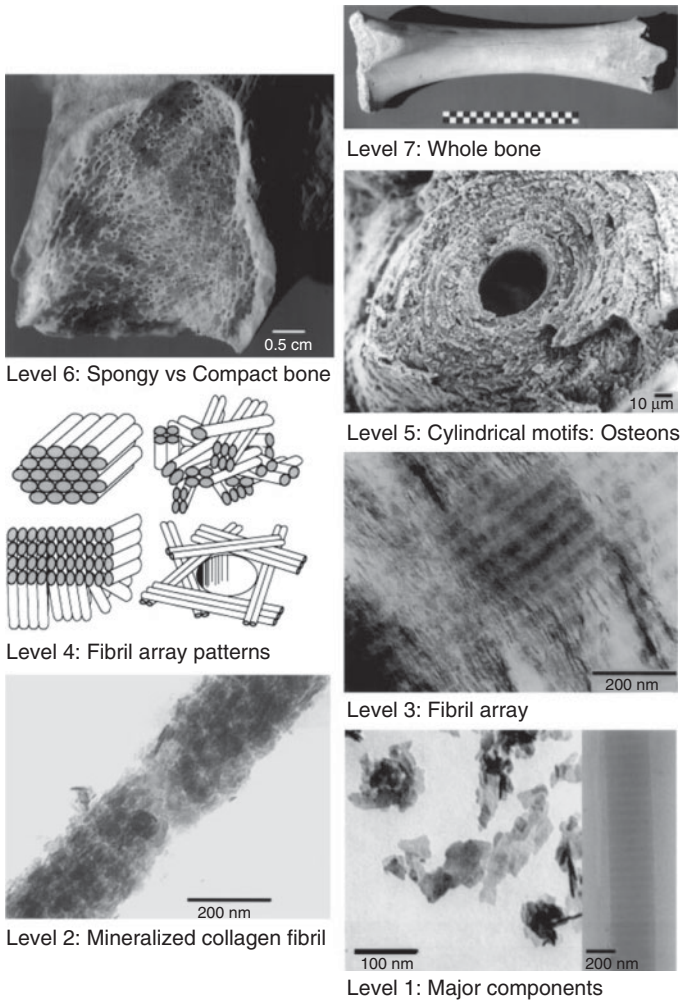 Level 7: Whole bone
0.5 cm
Level 6: Spongy vs Compact bone
10 μm
Level 5: Cylindrical motifs: Osteons
Level 4: Fibril array patterns
200 nm
Level 3: Fibril array
200 nm
Level 2: Mineralized collagen fibril
100 nm
200 nm
Level 1: Major components